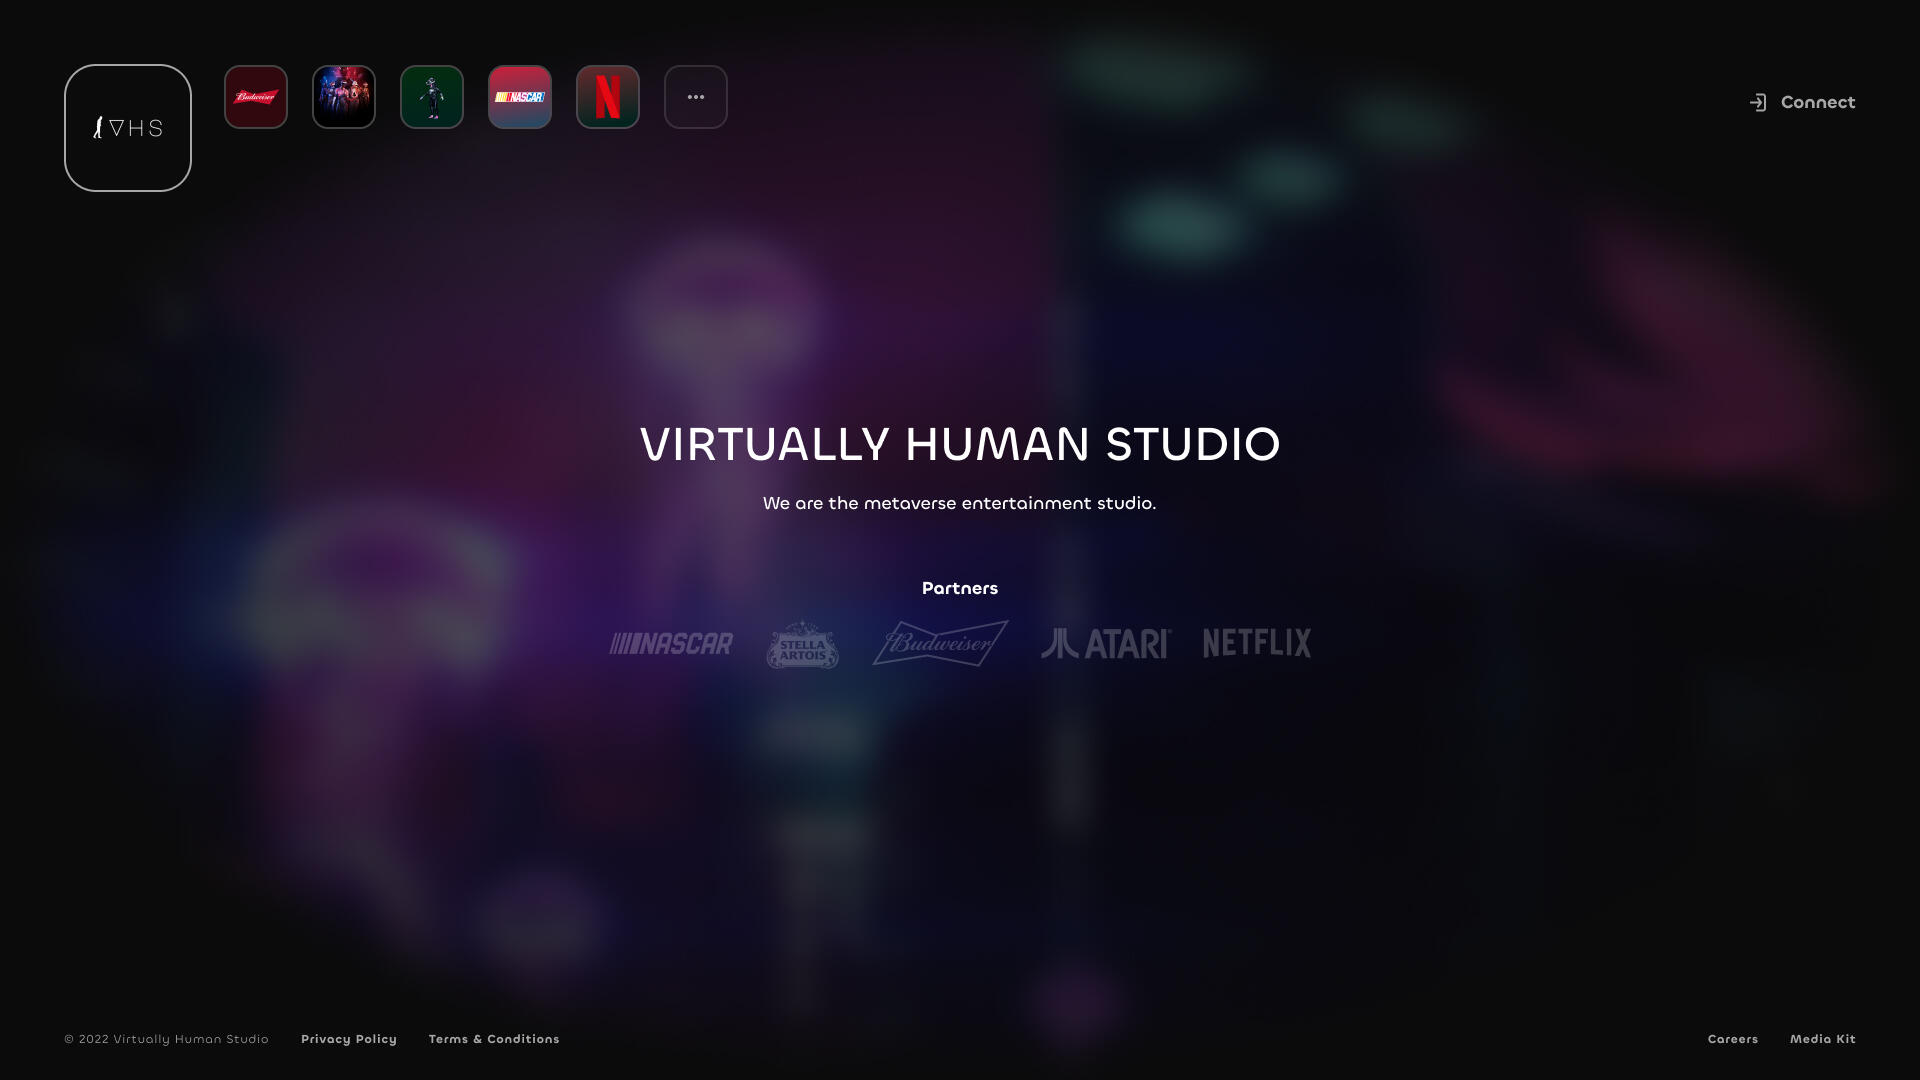 VHS
Budweiser
NASCAR
N
Connect
VIRTUALLY HUMAN STUDIO
We are the metaverse entertainment studio.
Partners
NASCAR
STELLA
ARTOIS
Budweiser
ATARI
NETFLIX
© 2022 Virtually Human Studio
Privacy Policy
Terms & Conditions
Careers
Media Kit